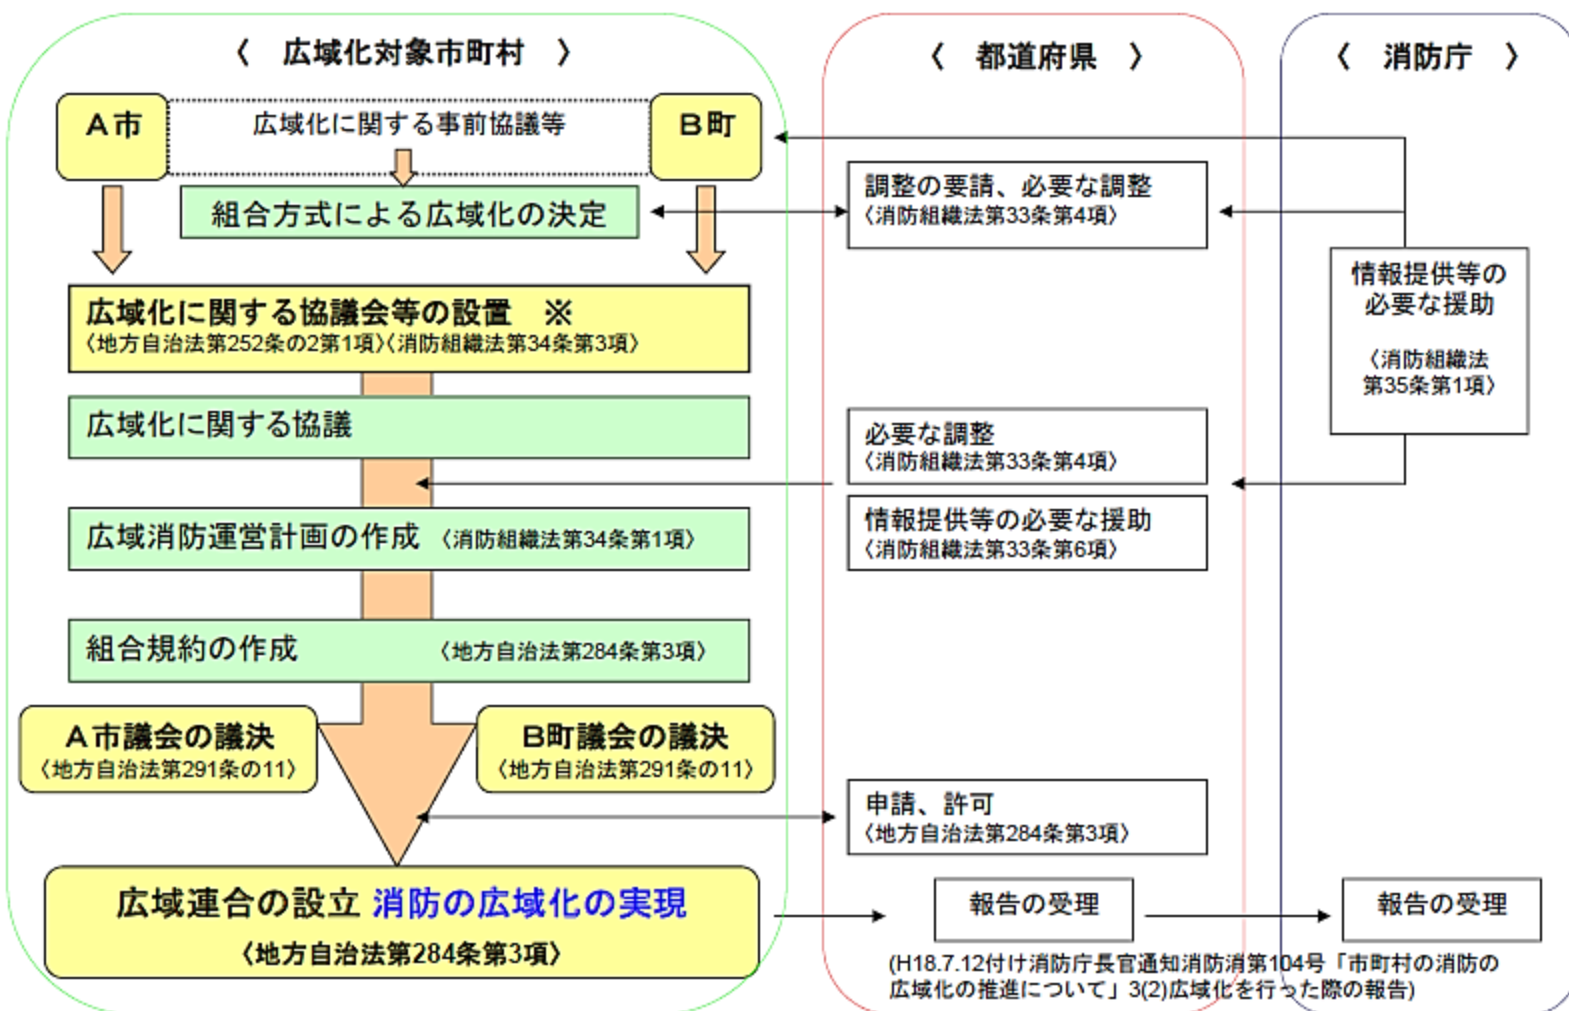 〈 広域化対象市町村 〉
A市
広域化に関する事前協議等
B町
組合方式による広域化の決定
広域化に関する協議会等の設置 ※
〈地方自治法第252条の2第1項〉〈消防組織法第34条第3項〉
広域化に関する協議
広域消防運営計画の作成 〈消防組織法第34条第1項〉
組合規約の作成 〈地方自治法第284条第3項〉
A市議会の議決
〈地方自治法第291条の11〉
B町議会の議決
〈地方自治法第291条の11〉
広域連合の設立 消防の広域化の実現
〈地方自治法第284条第3項〉
〈 都道府県 〉
調整の要請、必要な調整
〈消防組織法第33条第4項〉
必要な調整
〈消防組織法第33条第4項〉
情報提供等の必要な援助
〈消防組織法第33条第6項〉
申請、許可
〈地方自治法第284条第3項〉
報告の受理
〈 消防庁 〉
情報提供等の
必要な援助
〈消防組織法
第35条第1項〉
報告の受理
(H18.7.12付け消防庁長官通知消防消第104号「市町村の消防の
広域化の推進について」3(2)広域化を行った際の報告)